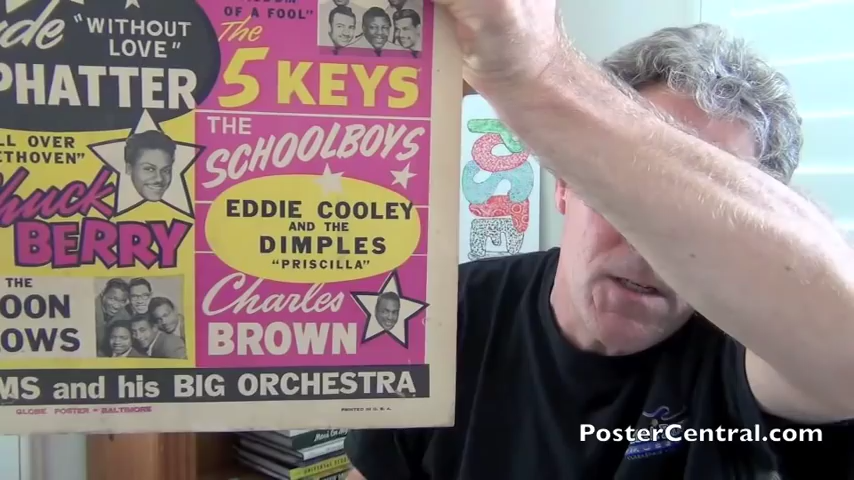 "WITHOUT
LOVE"
PHATTER
OF A FOOL"
The
5 KEYS
THE
SCHOOLBOYS
EDDIE COOLEY
AND THE
DIMPLES
"PRISCILLA"
Charles
BROWN
LL OVER
ETHOVEN"
Chuck
BERRY
THE
OON
OWS
MS and his BIG ORCHESTRA
GLOBE POSTER - BALTIMORE
PRINTED IN U. S. A.
PosterCentral.com